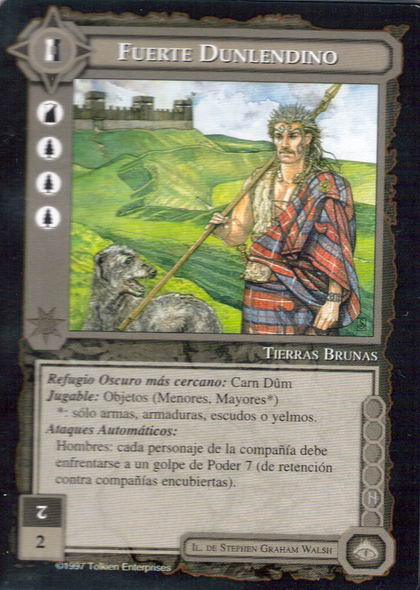 FUERTE DUNLENDINO
TIERRAS BRUNAS
Refugio Oscuro más cercano: Carn Dûm
Jugable: Objetos (Menores, Mayores*)
*: sólo armas, armaduras, escudos o yelmos.
Ataques Automáticos:
Hombres: cada personaje de la compañía debe
enfrentarse a un golpe de Poder 7 (de retención
contra compañías encubiertas).
2
2
IL. DE STEPHEN GRAHAM WALSH
©1997 Tolkien Enterprises